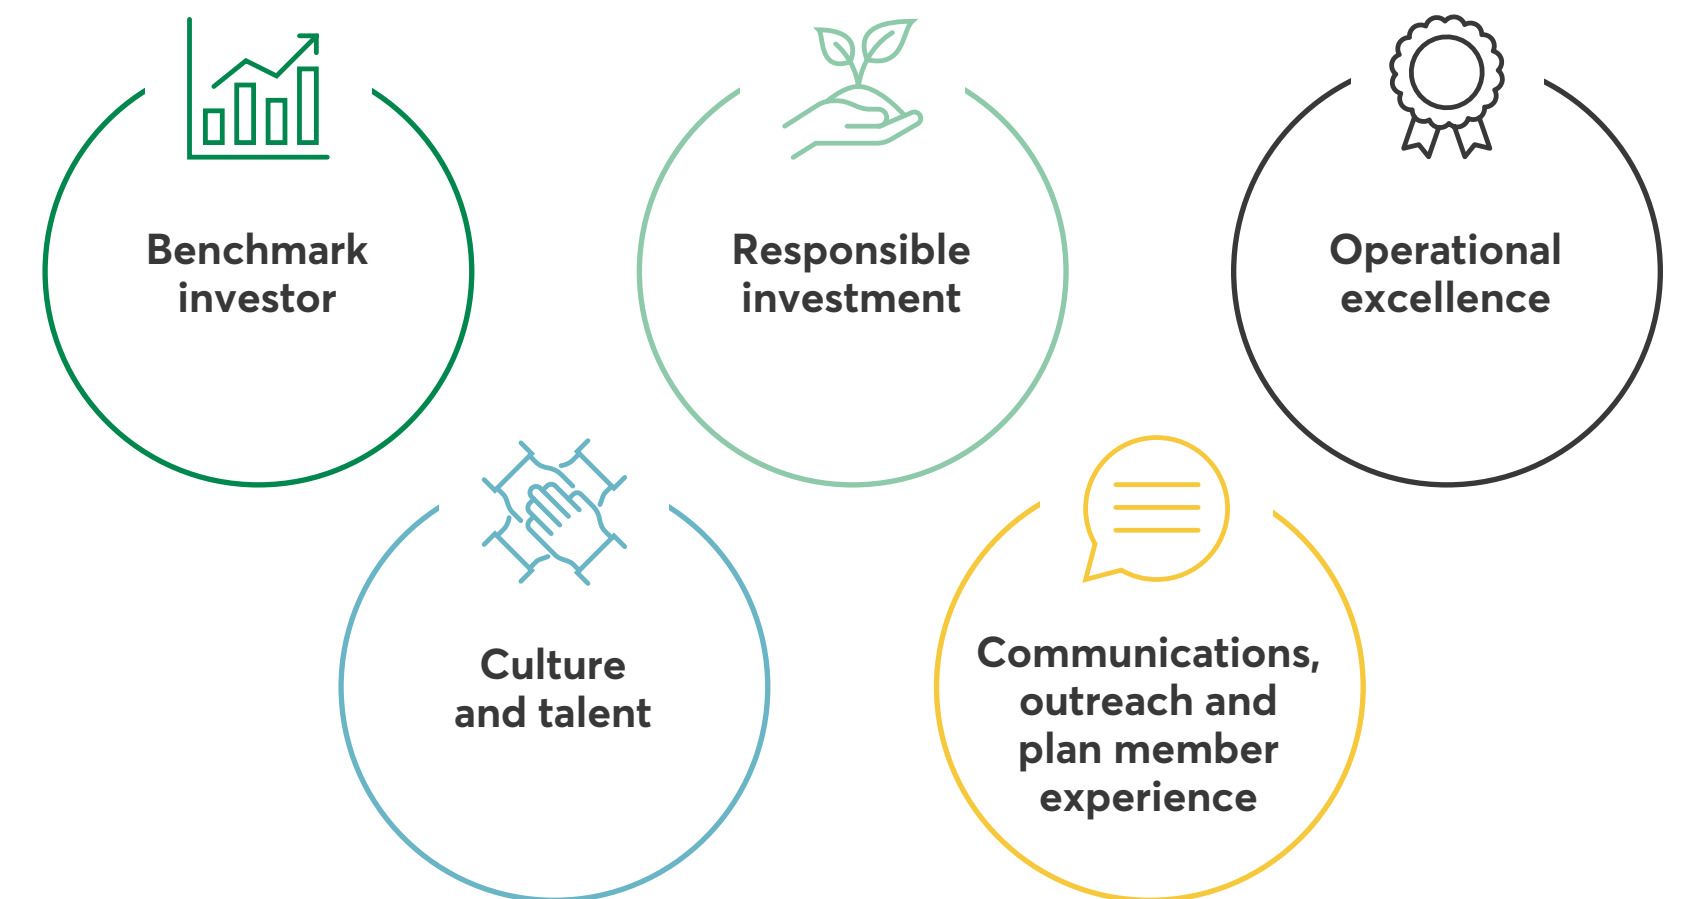 Benchmark
investor
Responsible
investment
Operational
excellence
Culture
and talent
Communications,
outreach and
plan member
experience